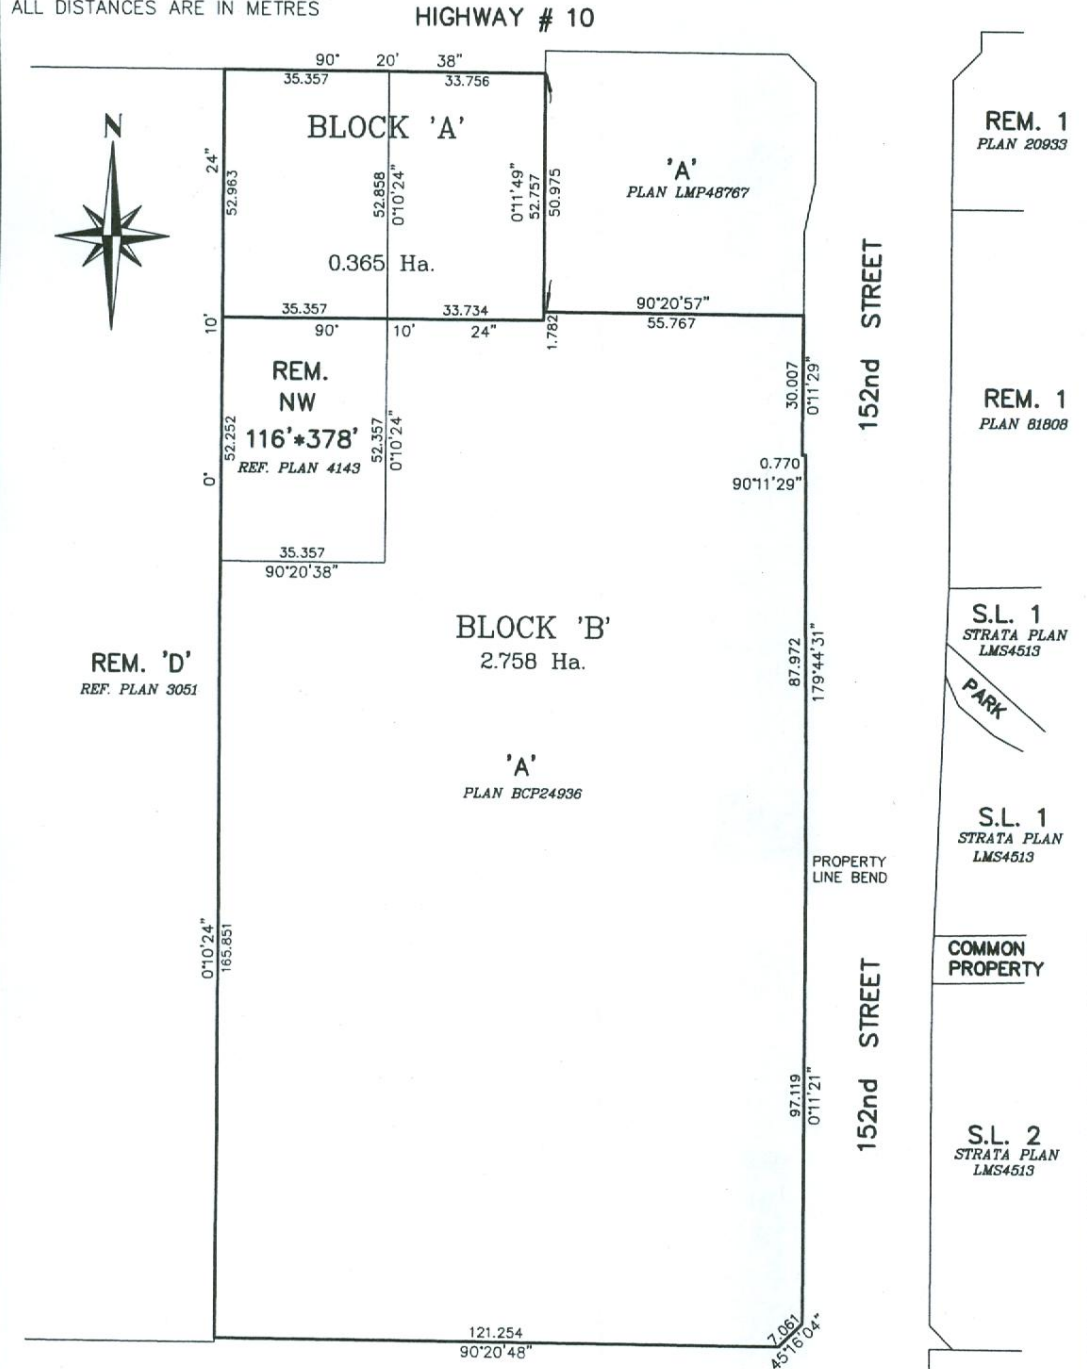 ALL DISTANCES ARE IN METRES
HIGHWAY # 10
90° 20' 38"
35.357
33.756
BLOCK 'A'
N
24"
52.963
52.858
0°10'24"
0°11'49"
52.757
50.975
'A'
PLAN LMP48767
REM. 1
PLAN 20933
0.365 Ha.
152nd STREET
35.357
33.734
90° 10' 24"
10'
1.782
90°20'57"
55.767
REM.
NW
116'*378'
REF. PLAN 4143
52.252
52.357
0°10'24"
0°
30.007
0°11'29"
REM. 1
PLAN 81808
0.770
90°11'29"
35.357
90°20'38"
BLOCK 'B'
2.758 Ha.
87.972
179°44'31"
S.L. 1
STRATA PLAN
LMS4513
PARK
REM. 'D'
REF. PLAN 3051
'A'
PLAN BCP24936
S.L. 1
STRATA PLAN
LMS4513
PROPERTY
LINE BEND
0°10'24"
165.851
COMMON
PROPERTY
152nd STREET
97.119
0°11'21"
S.L. 2
STRATA PLAN
LMS4513
121.254
90°20'48"
7.061
45°16'04"